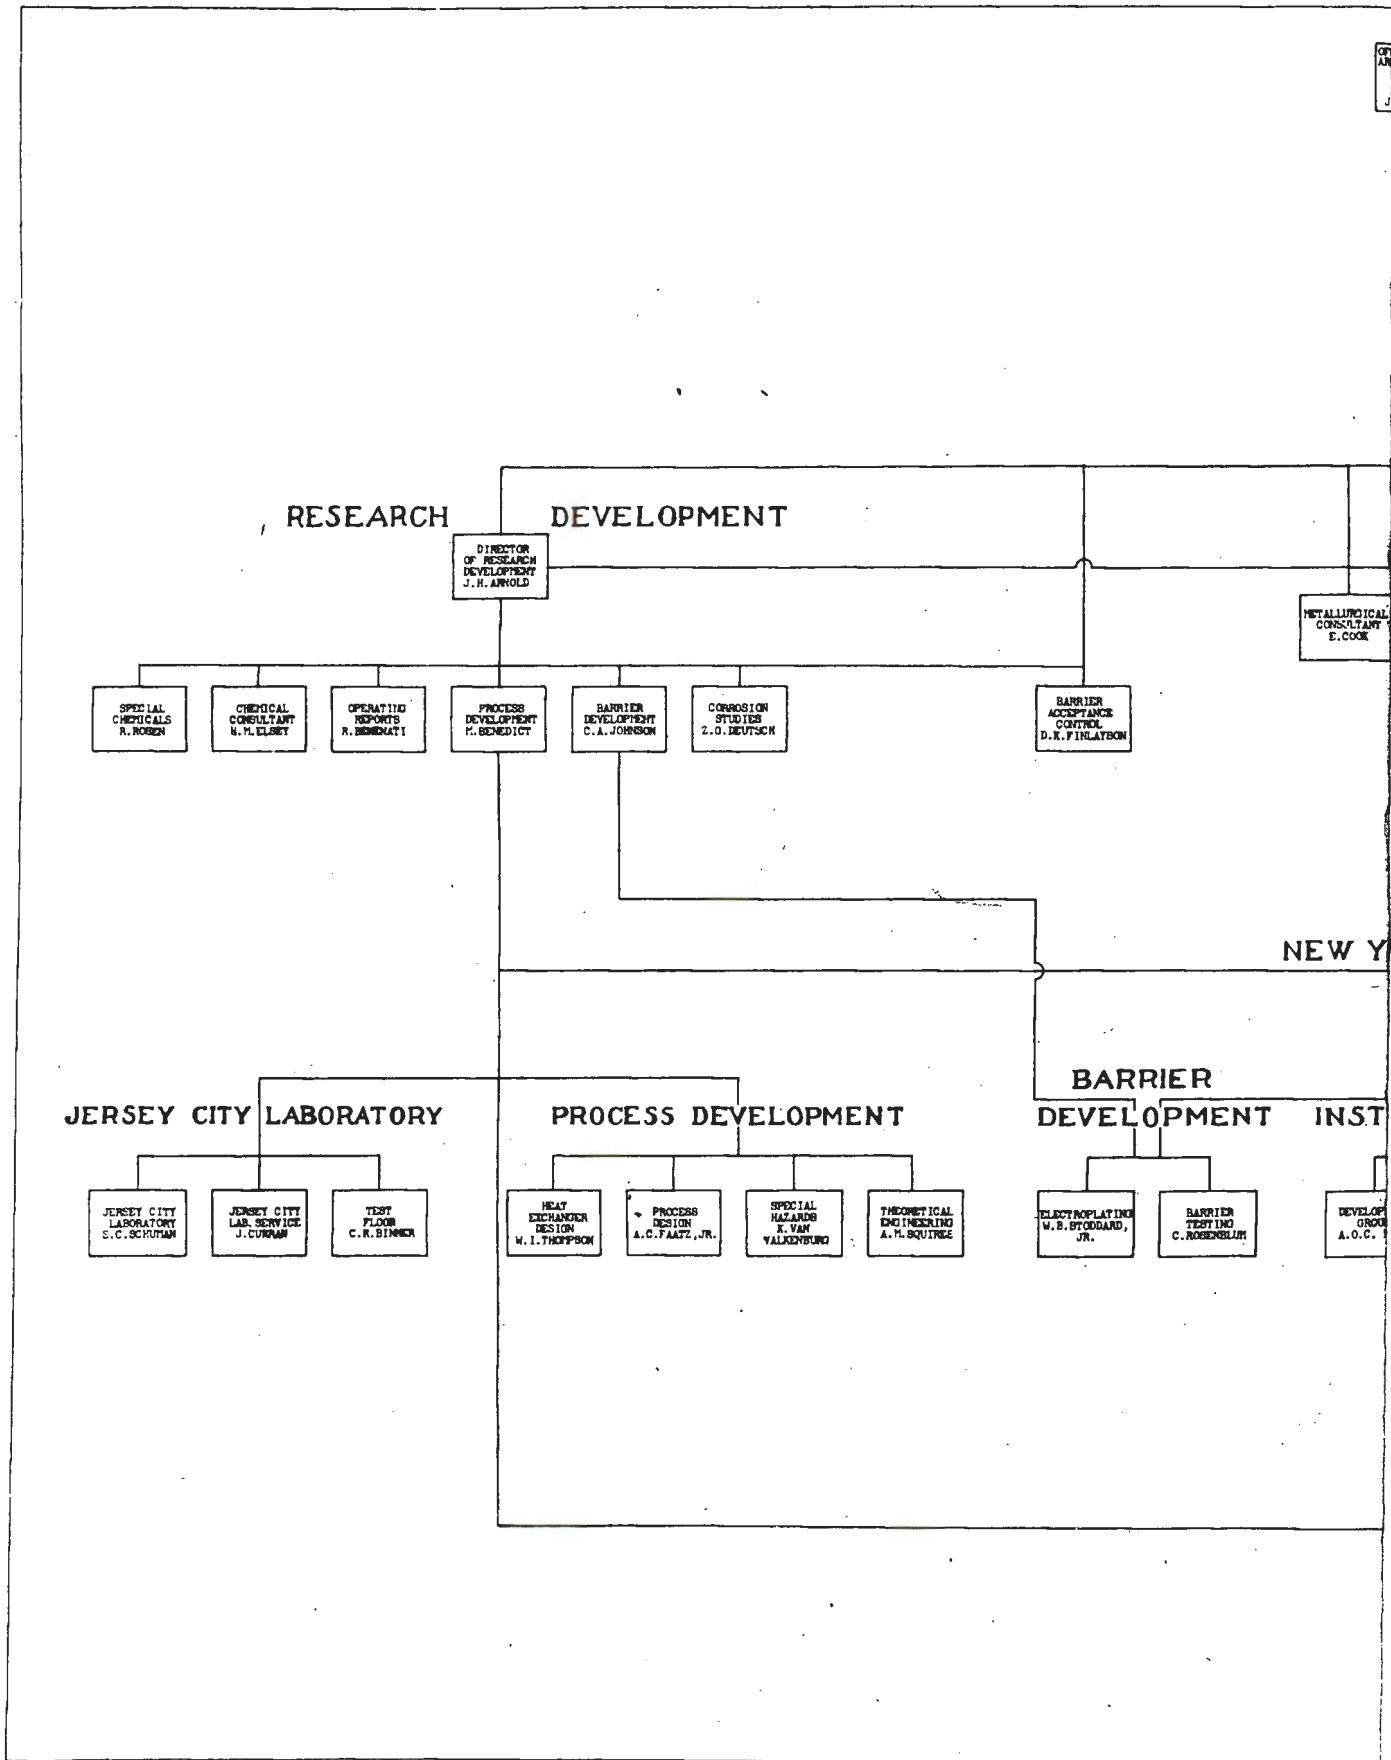 RESEARCH DEVELOPMENT
DIRECTOR
OF RESEARCH
DEVELOPMENT
J.H. ARNOLD
METALLURGICAL
CONSULTANT
E.COOK
SPECIAL
CHEMICALS
R.ROSEN
CHEMICAL
CONSULTANT
W.M.ELSEY
OPERATING
REPORTS
R.BENENATI
PROCESS
DEVELOPMENT
M.BENEDICT
BARRIER
DEVELOPMENT
C.A.JOHNSON
CORROSION
STUDIES
Z.G.DEUTSCH
BARRIER
ACCEPTANCE
CONTROL
D.K.FINLAYSON
NEW Y
JERSEY CITY LABORATORY
PROCESS DEVELOPMENT
BARRIER
DEVELOPMENT
INST
JERSEY CITY
LABORATORY
S.C.SCHUMAN
JERSEY CITY
LAB. SERVICE
J.CURRAN
TEST
FLOOR
HEAT
EXCHANGER
DESIGN
W.I.THOMPSON
PROCESS
DESIGN
A.C.FAATZ,JR.
SPECIAL
HAZARDS
K.VAN
VALKENBURG
THEORETICAL
ENGINEERING
A.M.SQUIRES
ELECTROPLATING
W.B.STODDARD,
JR.
BARRIER
TESTING
C.ROSENBLUM
DEVELOP
GROU
A.O.C.